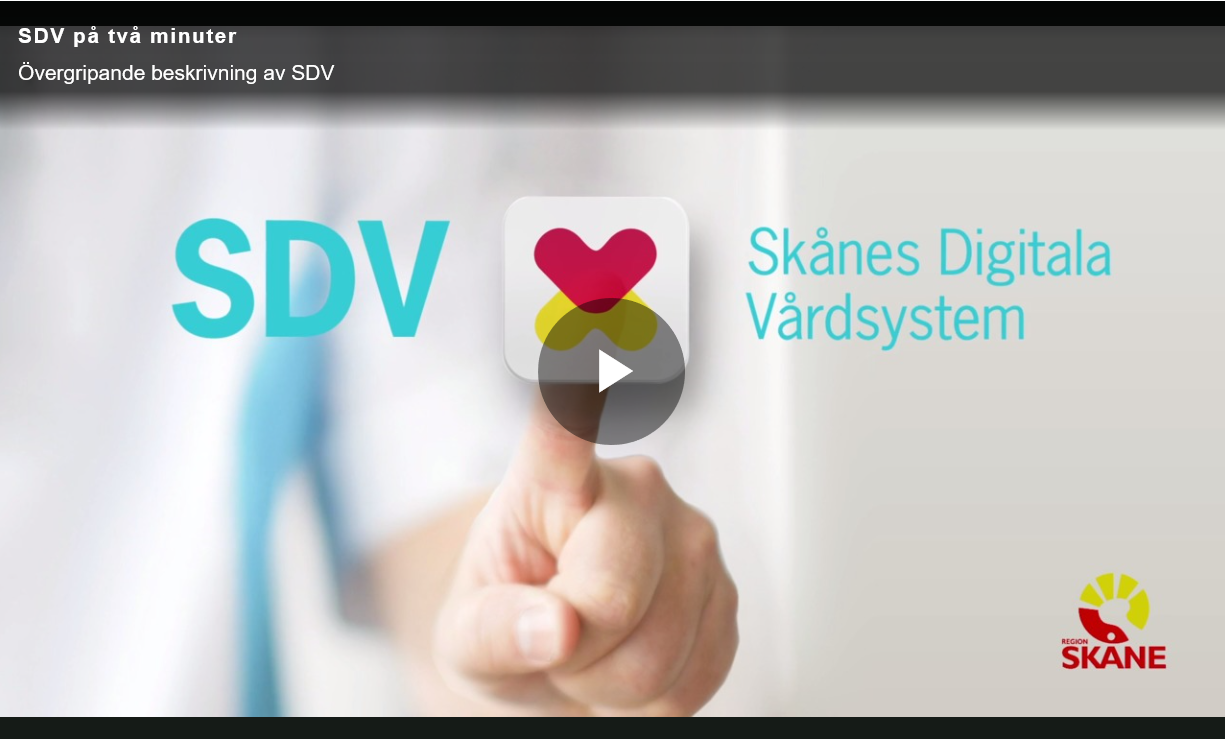 SDV på två minuter
Övergripande beskrivning av SDV
SDV
Skånes Digitala
Vårdsystem
REGION
SKÅNE